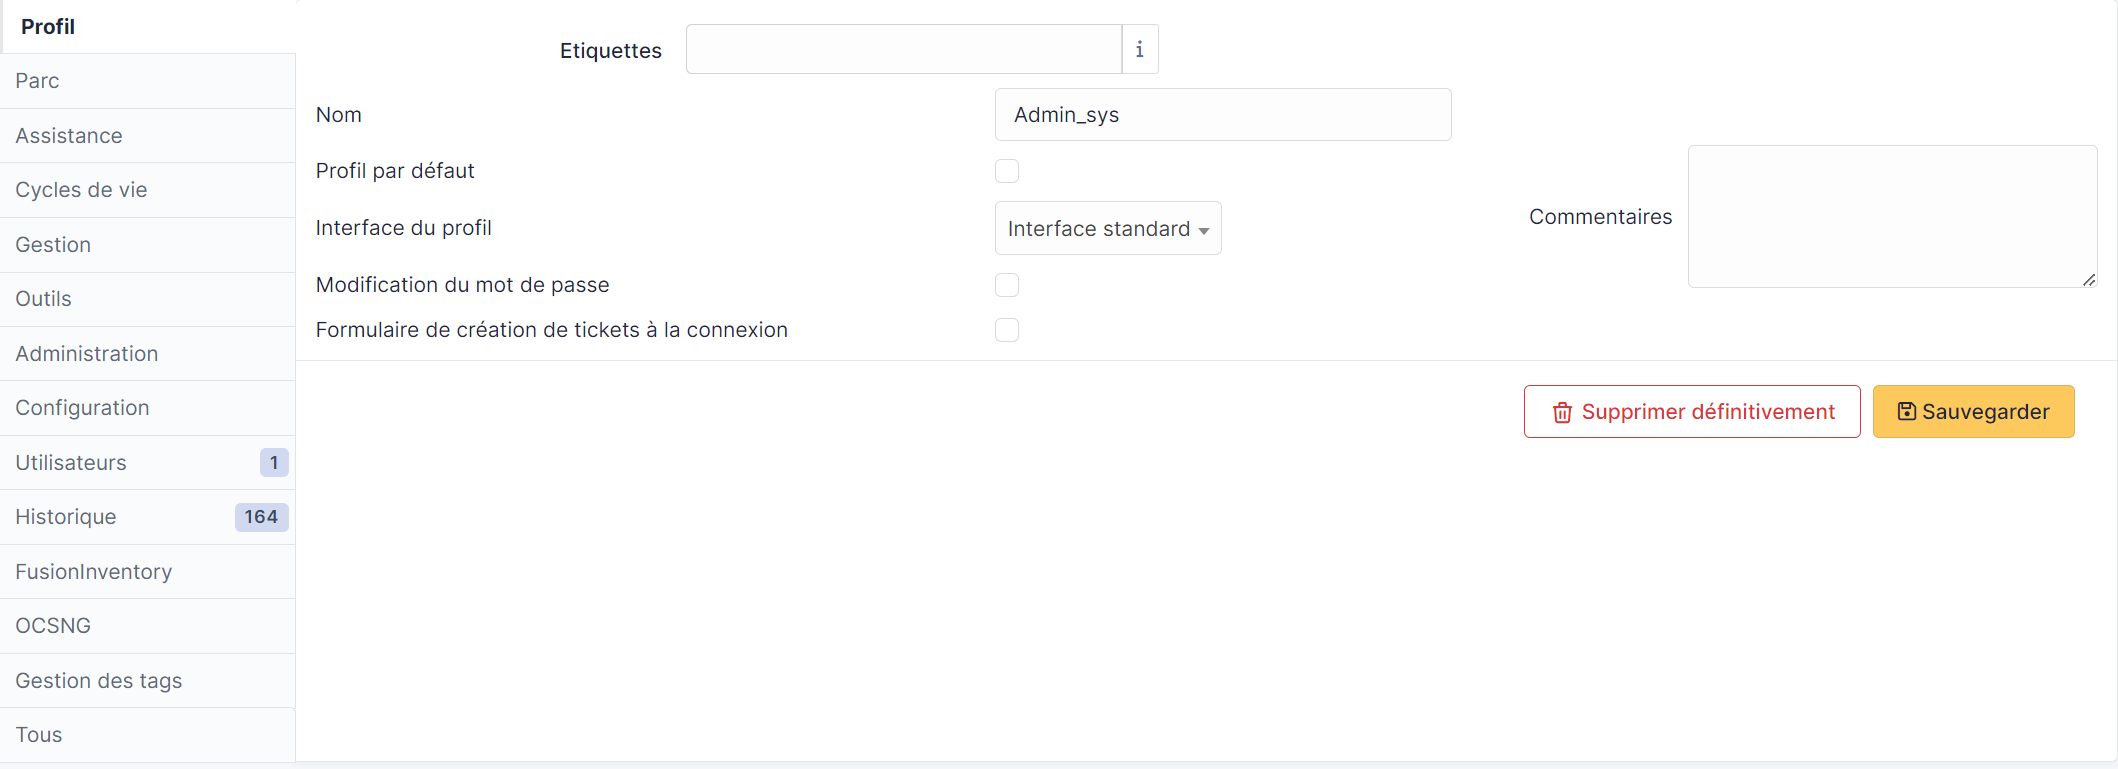 Profil
Parc
Assistance
Cycles de vie
Gestion
Outils
Administration
Configuration
Utilisateurs 1
Historique 164
FusionInventory
OCSNG
Gestion des tags
Tous
Etiquettes i
Nom Admin_sys
Profil par défaut
Interface du profil Interface standard
Modification du mot de passe
Formulaire de création de tickets à la connexion
Commentaires
Supprimer définitivement Sauvegarder